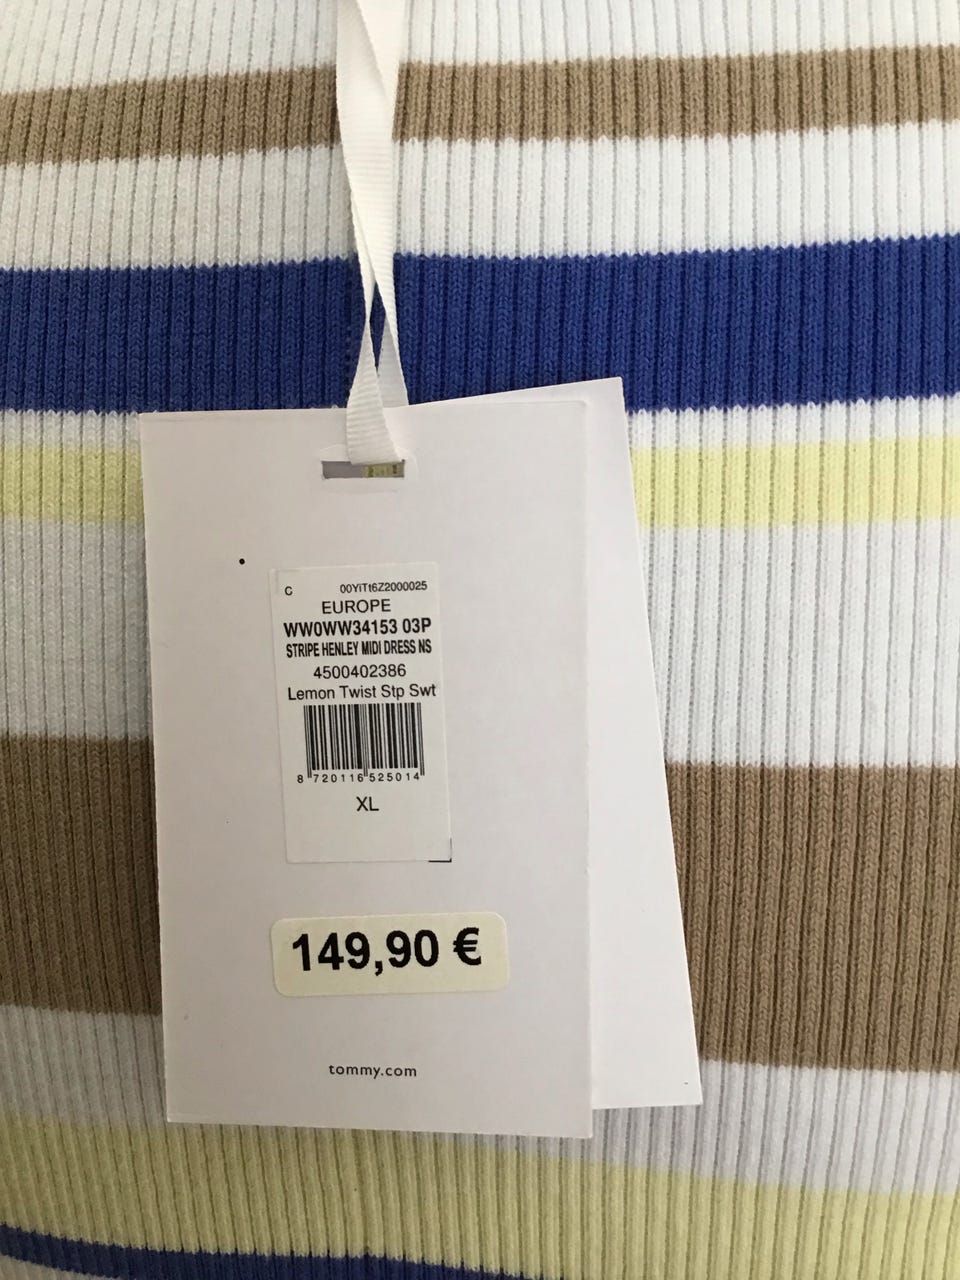 C 00YiT16Z2000025
EUROPE
WW0WW34153 03P
STRIPE HENLEY MIDI DRESS NS
4500402386
Lemon Twist Stp Swt
8 720116 525014
XL
149,90 €
tommy.com